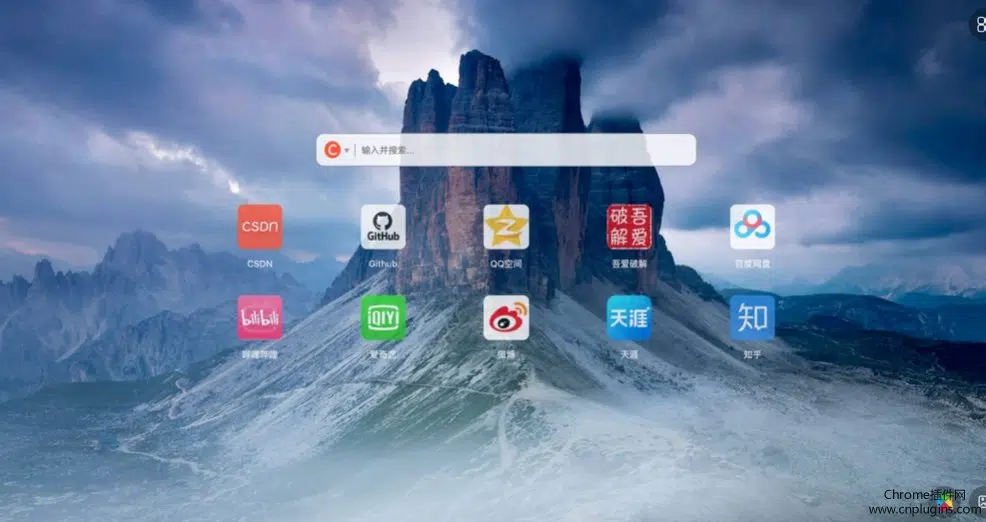 C
输入并搜索...
CSDN
GitHub
破吾
解爱
CSDN
Github
QQ空间
吾爱破解
百度网盘
bilibili
QIY
天涯
知
哔哩哔哩
爱奇艺
微博
天涯
知乎
Chrome插件网
www.cnplugins.com